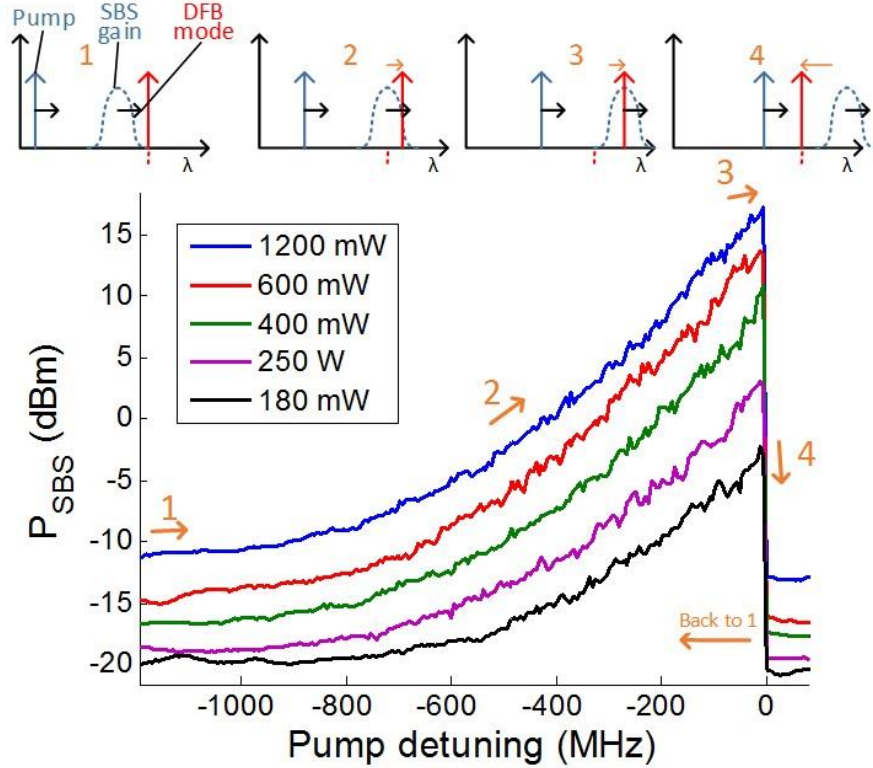 Pump
SBS
gain
DFB
mode
1
2
3
4
λ
λ
λ
λ
3
15
10
5
0
-5
-10
-15
-20
P_SBS (dBm)
1200 mW
600 mW
400 mW
250 W
180 mW
2
1
4
Back to 1
-1000
-800
-600
-400
-200
0
Pump detuning (MHz)